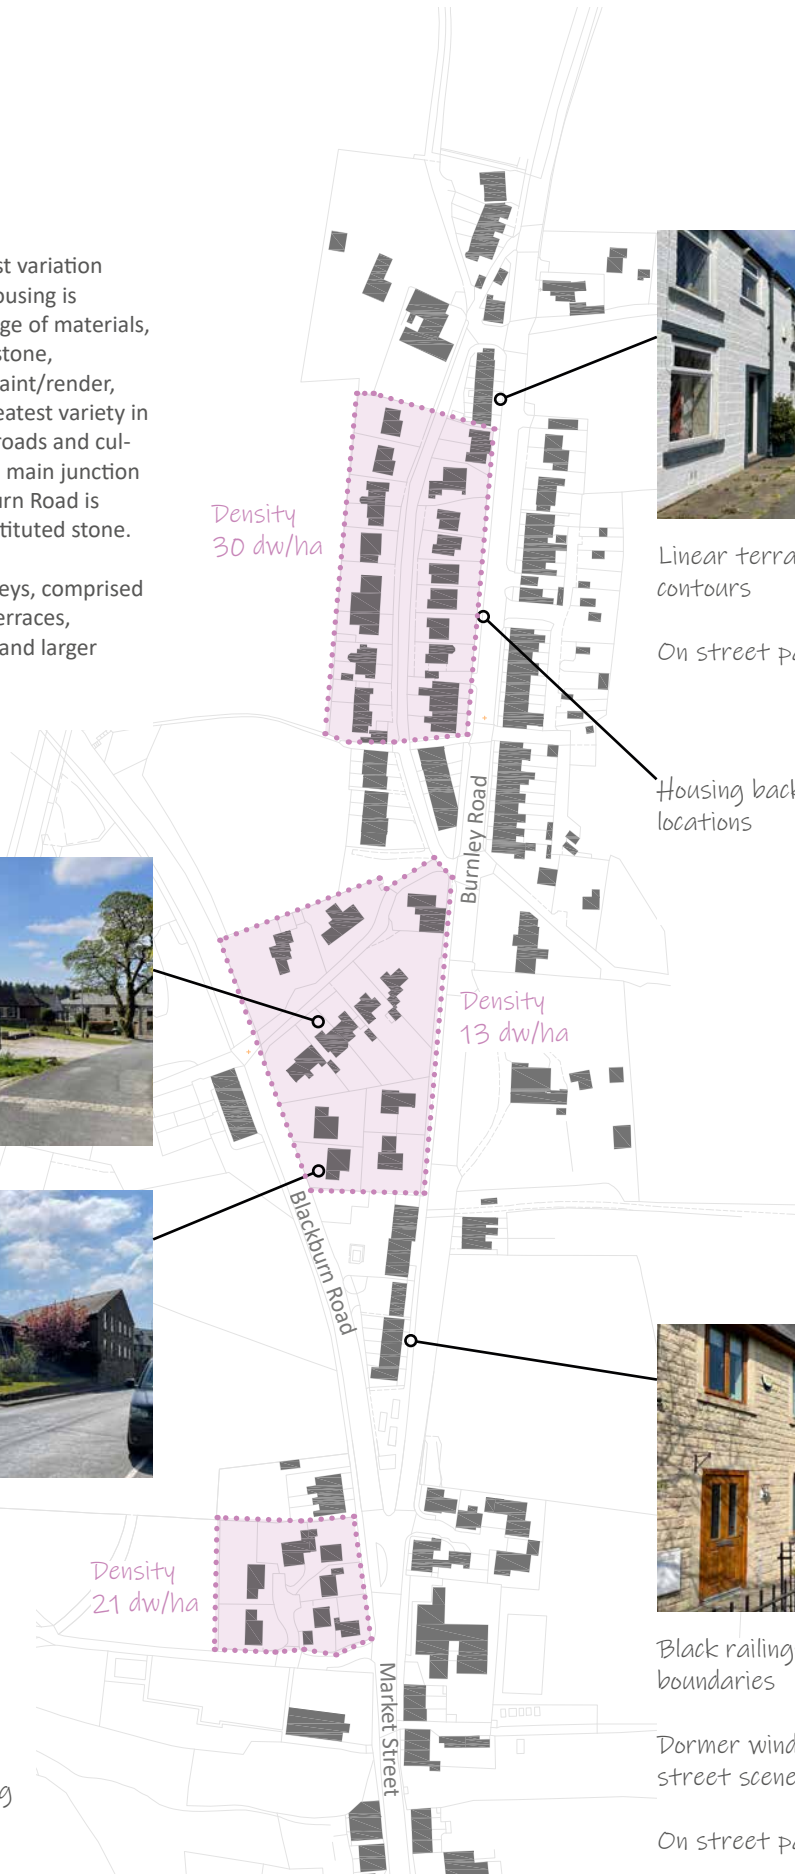 st variation
ousing is
ge of materials,
stone,
aint/render,
eatest variety in
roads and cul-
main junction
urn Road is
tituted stone.
eys, comprised
erraces,
and larger
Density
30 dw/ha
Linear terra
contours
On street pa
Housing back
locations
Burnley Road
Density
13 dw/ha
Blackburn Road
Density
21 dw/ha
Market Street
Black railing
boundaries
Dormer wind
street scene
On street pa
g